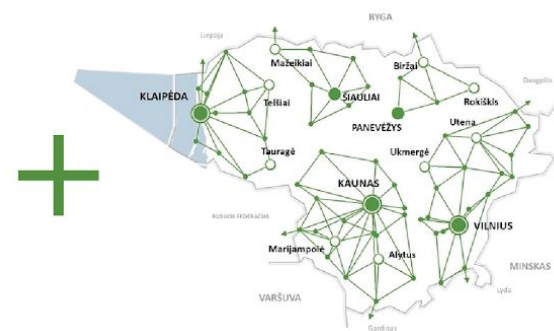 RYGA
Liepoja
Mažeikiai
Biržai
Daugpilis
KLAIPĖDA
Telšiai
ŠIAULIAI
Rokiškis
PANEVĖŽYS
Utena
Tauragė
Ukmergė
KAUNAS
RUSIJOS FEDERACIJA
VILNIUS
Marijampolė
Alytus
MINSKAS
VARŠUVA
Lyda
Gardinas